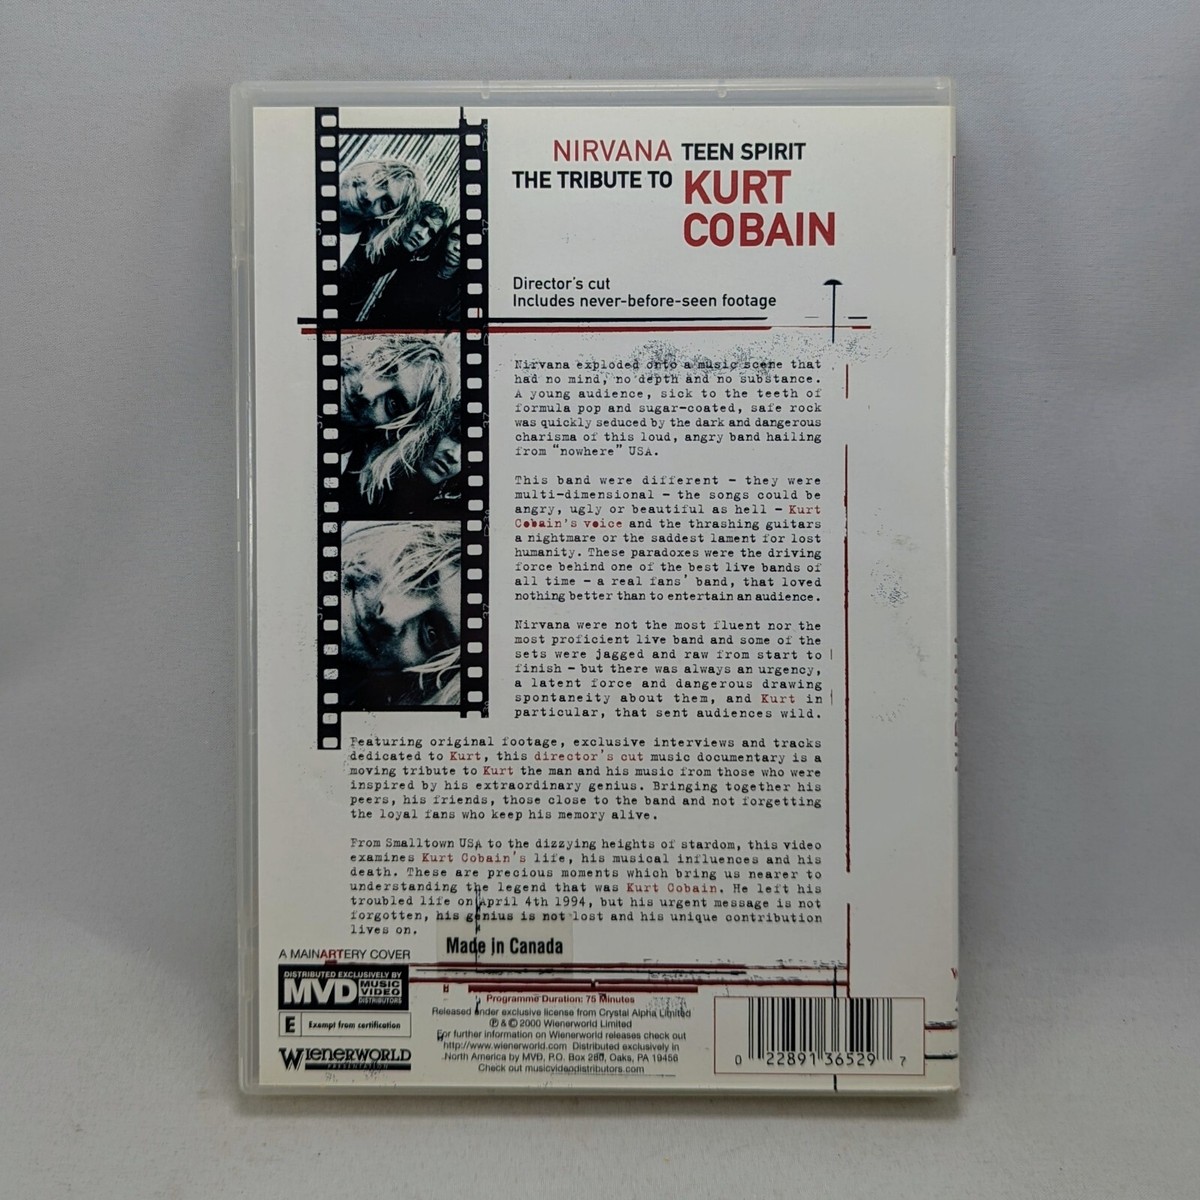 NIRVANA TEEN SPIRIT
THE TRIBUTE TO KURT
COBAIN
Director's cut
Includes never-before-seen footage
Nirvana exploded onto a music scene that
had no mind, no depth and no substance.
A young audience, sick to the teeth of
formula pop and sugar-coated, safe rock
was quickly seduced by the dark and dangerous
charisma of this loud, angry band hailing
from "nowhere" USA.
This band were different - they were
multi-dimensional - the songs could be
angry, ugly or beautiful as hell - Kurt
Cobain's voice and the thrashing guitars
a nightmare or the saddest lament for lost
humanity. These paradoxes were the driving
force behind one of the best live bands of
all time - a real fans' band, that loved
nothing better than to entertain an audience.
Nirvana were not the most fluent nor the
most proficient live band and some of the
sets were jagged and raw from start to
finish - but there was always an urgency,
a latent force and dangerous drawing
spontaneity about them, and Kurt in
particular, that sent audiences wild.
Featuring original footage, exclusive interviews and tracks
dedicated to Kurt, this director's cut music documentary is a
moving tribute to Kurt the man and his music from those who were
inspired by his extraordinary genius. Bringing together his
peers, his friends, those close to the band and not forgetting
the loyal fans who keep his memory alive.
From Smalltown USA to the dizzying heights of stardom, this video
examines Kurt Cobain's life, his musical influences and his
death. These are precious moments which bring us nearer to
understanding the legend that was Kurt Cobain. He left his
troubled life on April 4th 1994, but his urgent message is not
forgotten, his genius is not lost and his unique contribution
lives on.
Made in Canada
A MAINARTERY COVER
DISTRIBUTED EXCLUSIVELY BY
MVD MUSIC
VIDEO
DISTRIBUTORS
E Exempt from certification
WIENERWORLD
PRESENTATION
Programme Duration: 75 Minutes
Released under exclusive license from Crystal Alpha Limited
℗ & © 2000 Wienerworld Limited
For further information on Wienerworld releases check out
http://www.wienerworld.com Distributed exclusively in
North America by MVD, P.O. Box 280, Oaks, PA 19456
Check out musicvideodistributors.com
0 22891 36529 7
37
37
37